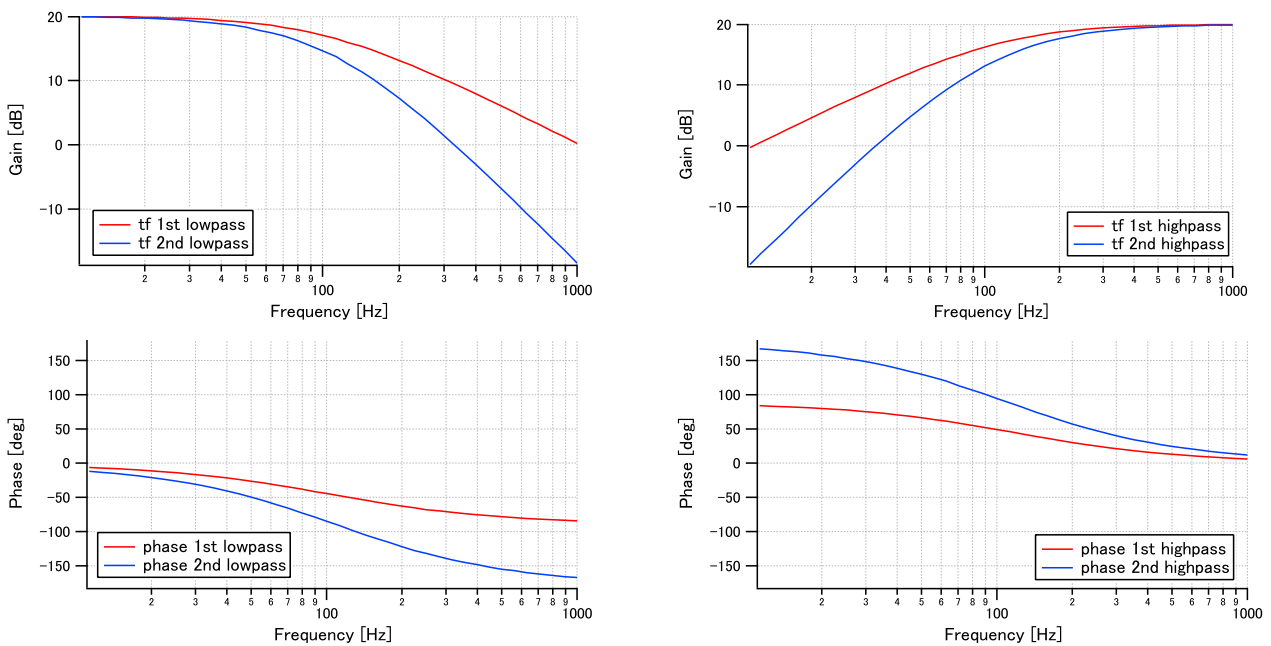 20
10
0
-10
Gain [dB]
tf 1st lowpass
tf 2nd lowpass
2 3 4 5 6 7 8 9 2 3 4 5 6 7 8 9
100 1000
Frequency [Hz]
20
10
0
-10
Gain [dB]
tf 1st highpass
tf 2nd highpass
2 3 4 5 6 7 8 9 2 3 4 5 6 7 8 9
100 1000
Frequency [Hz]
150
100
50
0
-50
-100
-150
Phase [deg]
phase 1st lowpass
phase 2nd lowpass
2 3 4 5 6 7 8 9 2 3 4 5 6 7 8 9
100 1000
Frequency [Hz]
150
100
50
0
-50
-100
-150
Phase [deg]
phase 1st highpass
phase 2nd highpass
2 3 4 5 6 7 8 9 2 3 4 5 6 7 8 9
100 1000
Frequency [Hz]